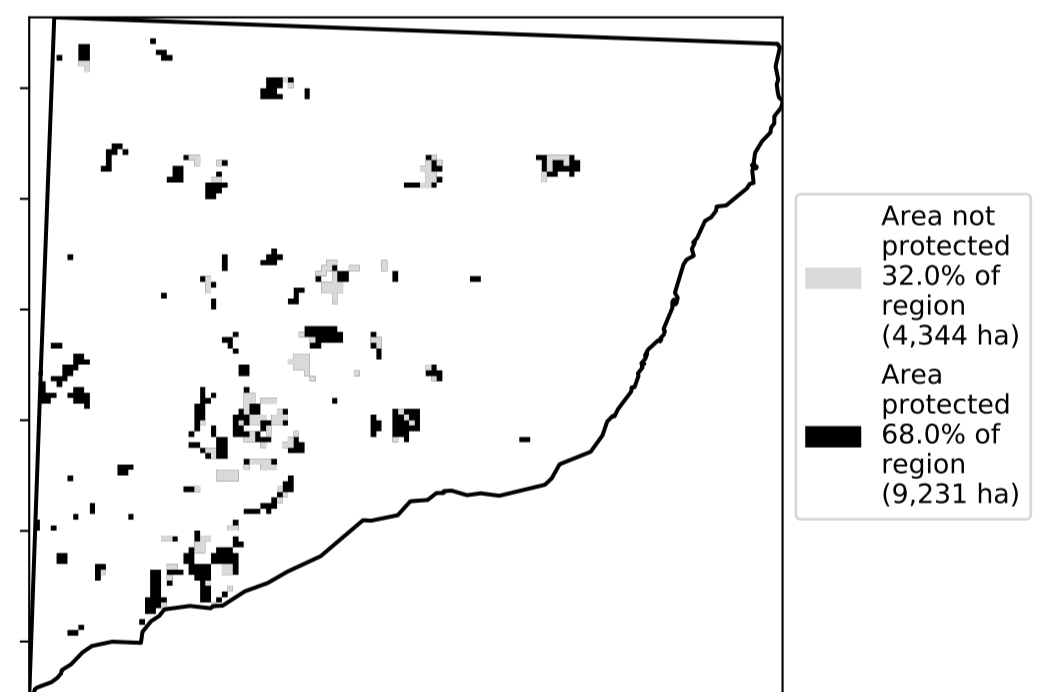 Area not
protected
32.0% of
region
(4,344 ha)
Area
protected
68.0% of
region
(9,231 ha)